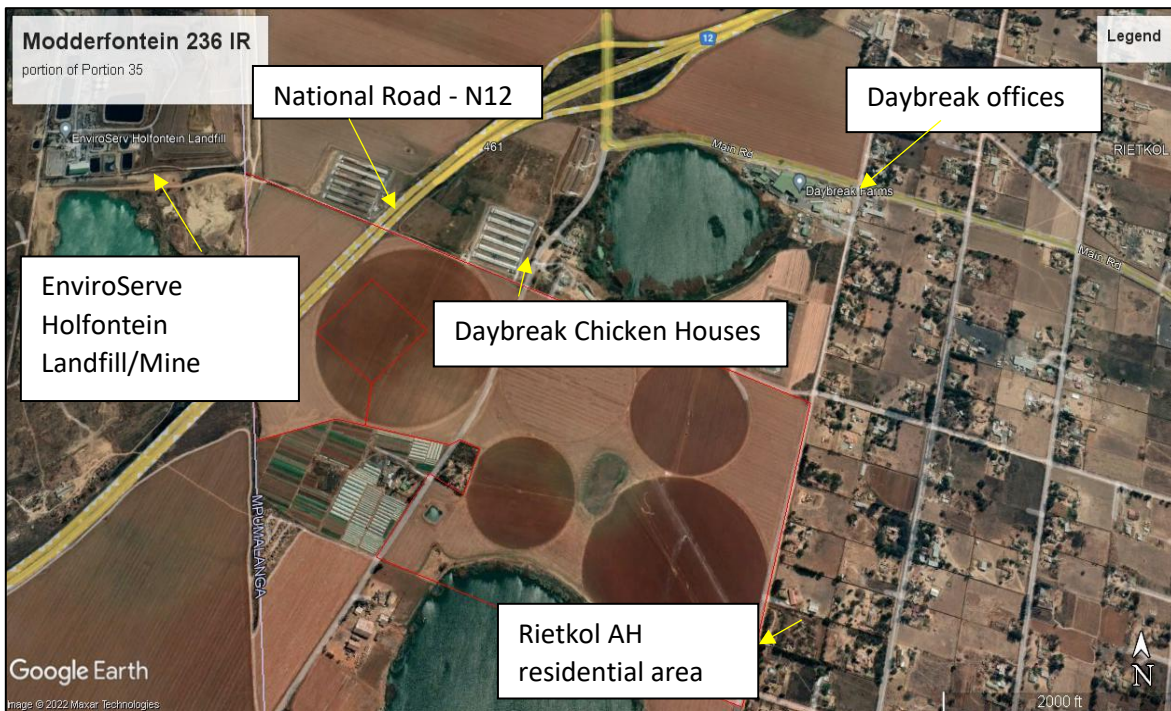 Modderfontein 236 IR
portion of Portion 35
Legend
12
National Road - N12
Daybreak offices
EnviroServ Holfontein Landfill
461
Main Rd
RIETKOL
Daybreak Farms
Main Rd
EnviroServe
Holfontein
Landfill/Mine
Daybreak Chicken Houses
MPUMALANGA
Rietkol AH
residential area
N
Google Earth
Image © 2022 Maxar Technologies
2000 ft